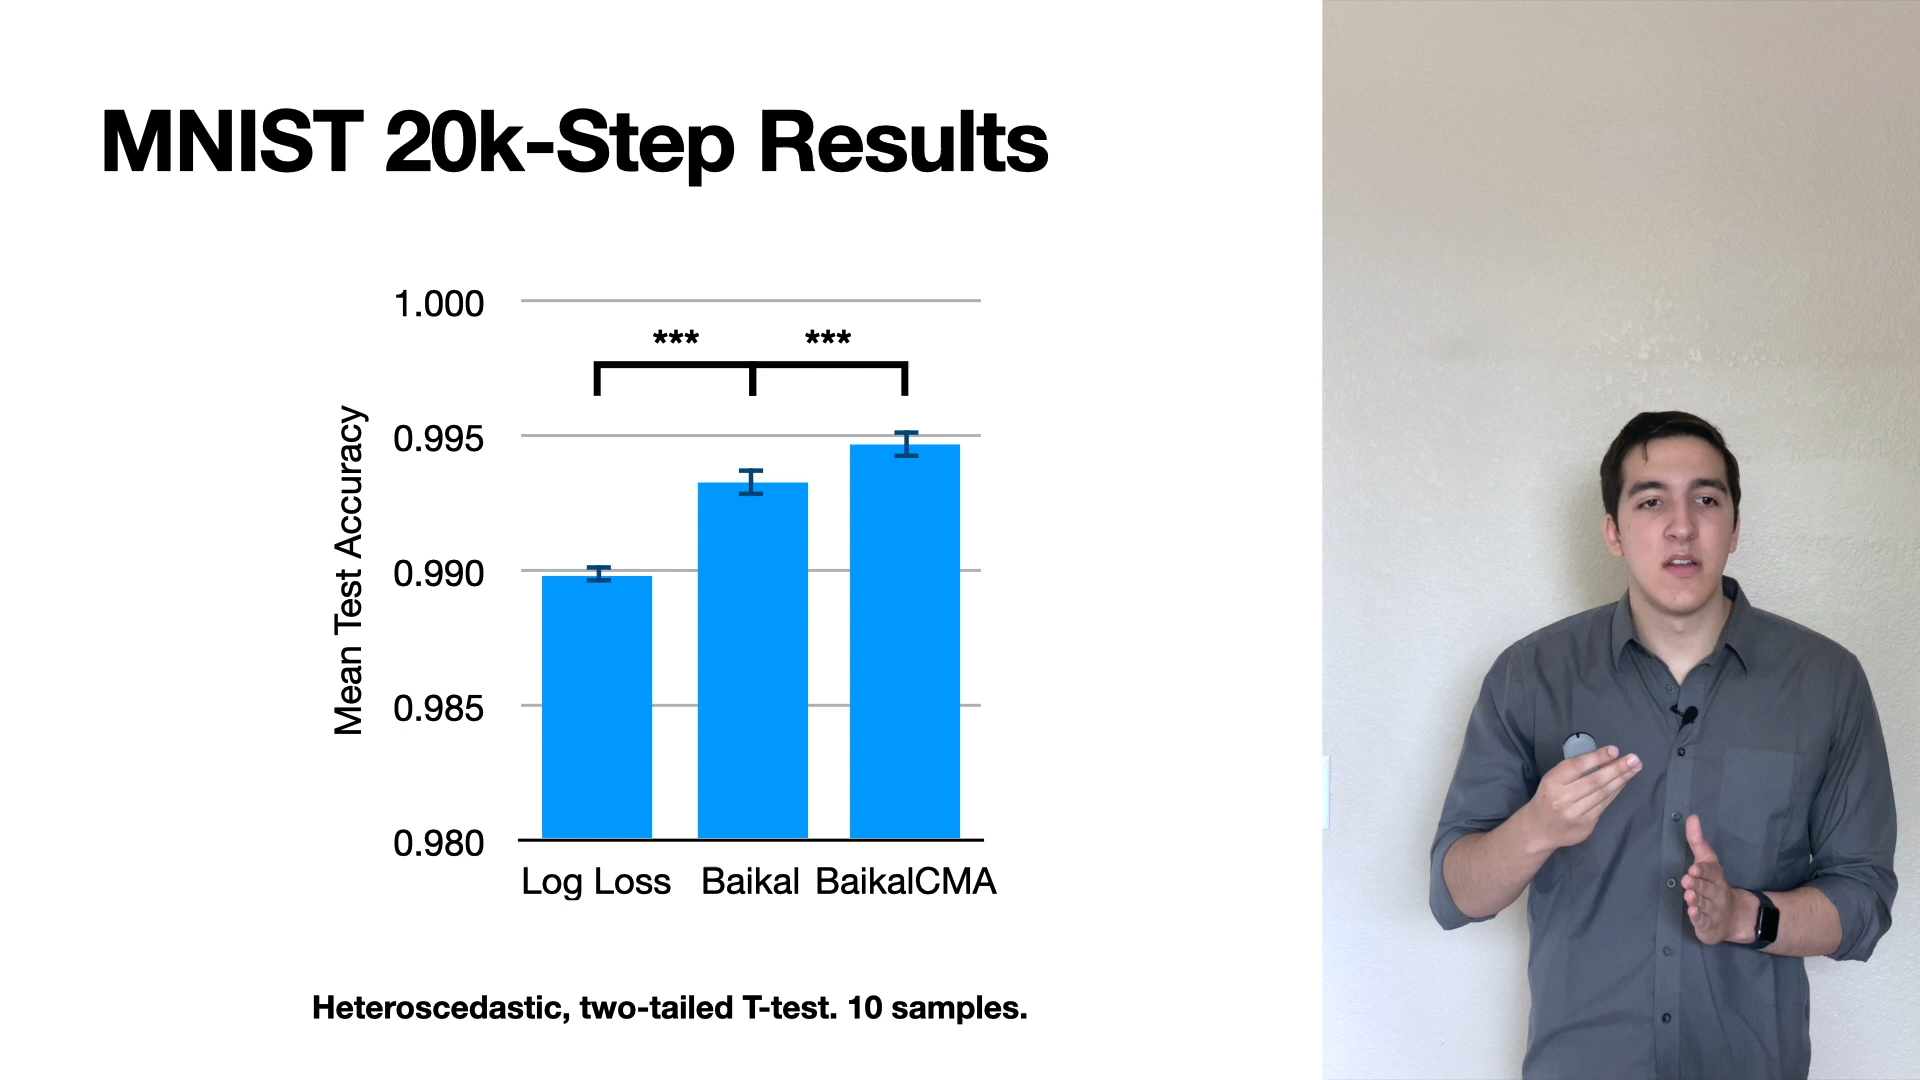 MNIST 20k-Step Results
1.000
*** ***
0.995
0.990
0.985
0.980
Mean Test Accuracy
Log Loss Baikal BaikalCMA
Heteroscedastic, two-tailed T-test. 10 samples.